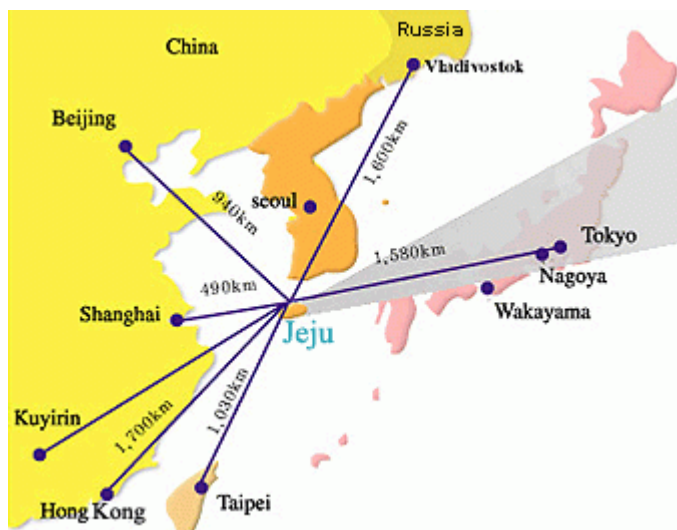 Russia
China
Vladivostok
Beijing
1,600km
940km
seoul
Tokyo
1,580km
Nagoya
490km
Shanghai
Wakayama
Jeju
Kuyirin
1,700km
1,030km
Hong Kong
Taipei